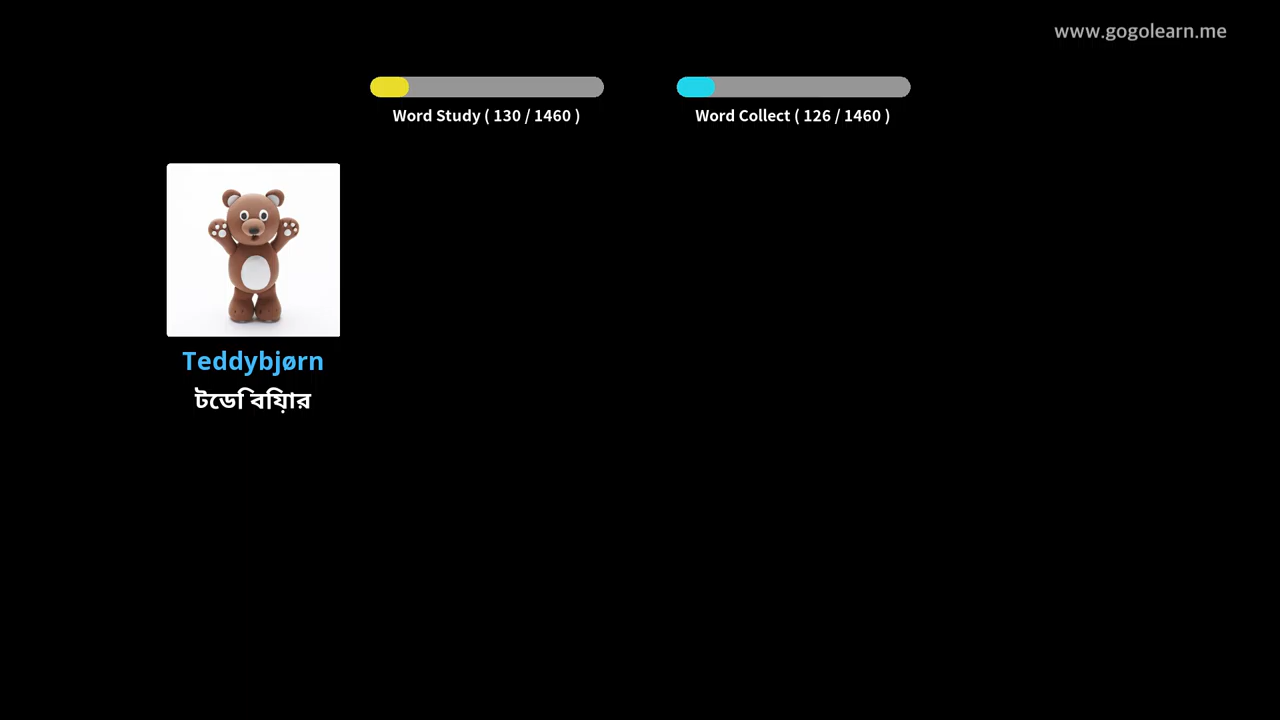 www.gogolearn.me
Word Study ( 130 / 1460 )
Word Collect ( 126 / 1460 )
Teddybjørn
টেডি বিয়ার